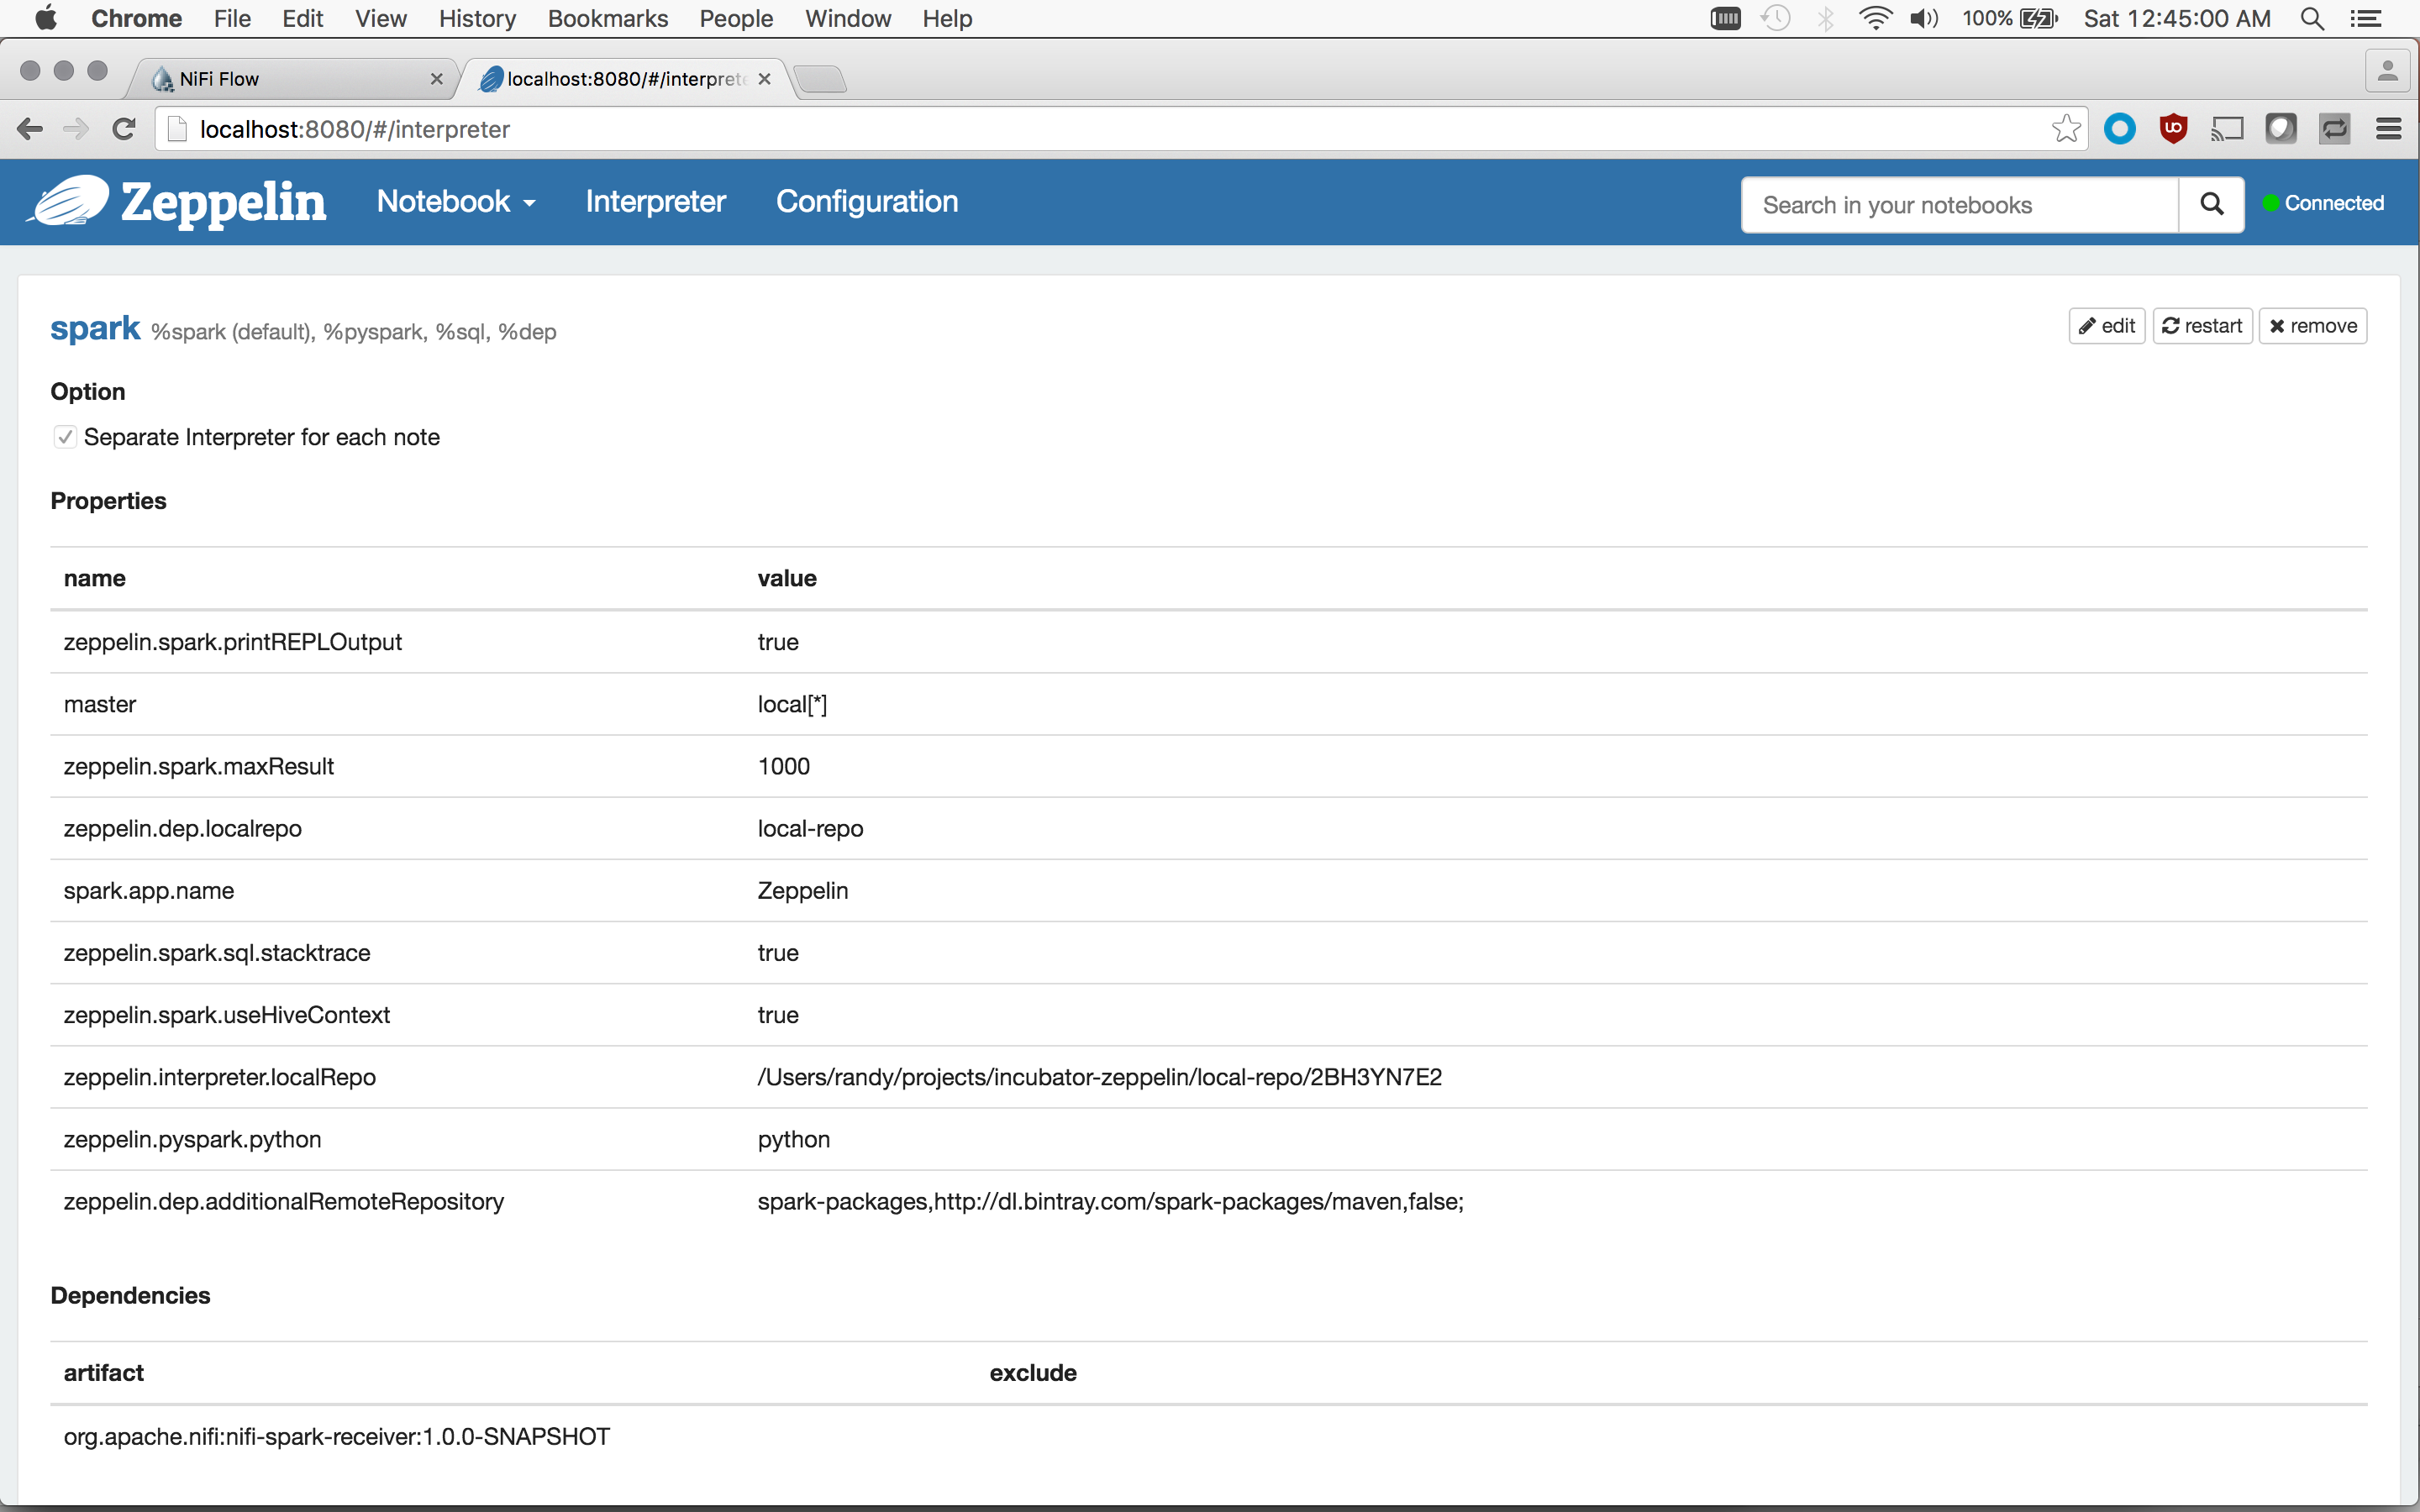 Chrome File Edit View History Bookmarks People Window Help 100% Sat 12:45:00 AM
NiFi Flow localhost:8080/#/interprete
localhost:8080/#/interpreter
Zeppelin Notebook Interpreter Configuration Search in your notebooks Connected
spark %spark (default), %pyspark, %sql, %dep edit restart remove
Option
Separate Interpreter for each note
Properties
name value
zeppelin.spark.printREPLOutput true
master local[*]
zeppelin.spark.maxResult 1000
zeppelin.dep.localrepo local-repo
spark.app.name Zeppelin
zeppelin.spark.sql.stacktrace true
zeppelin.spark.useHiveContext true
zeppelin.interpreter.localRepo /Users/randy/projects/incubator-zeppelin/local-repo/2BH3YN7E2
zeppelin.pyspark.python python
zeppelin.dep.additionalRemoteRepository spark-packages,http://dl.bintray.com/spark-packages/maven,false;
Dependencies
artifact exclude
org.apache.nifi:nifi-spark-receiver:1.0.0-SNAPSHOT